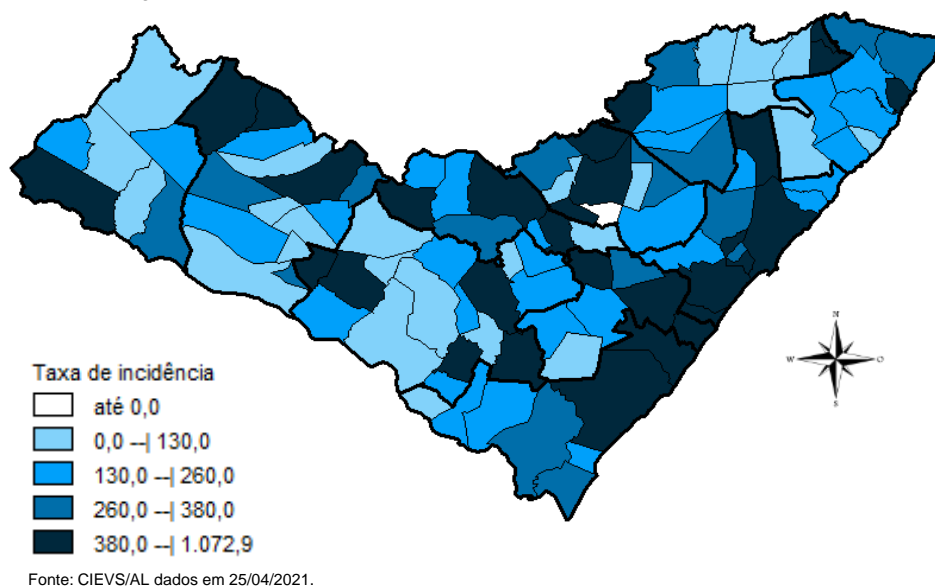 N
W
O
S
Taxa de incidência
até 0,0
0,0 --| 130,0
130,0 --| 260,0
260,0 --| 380,0
380,0 --| 1.072,9
Fonte: CIEVS/AL dados em 25/04/2021.